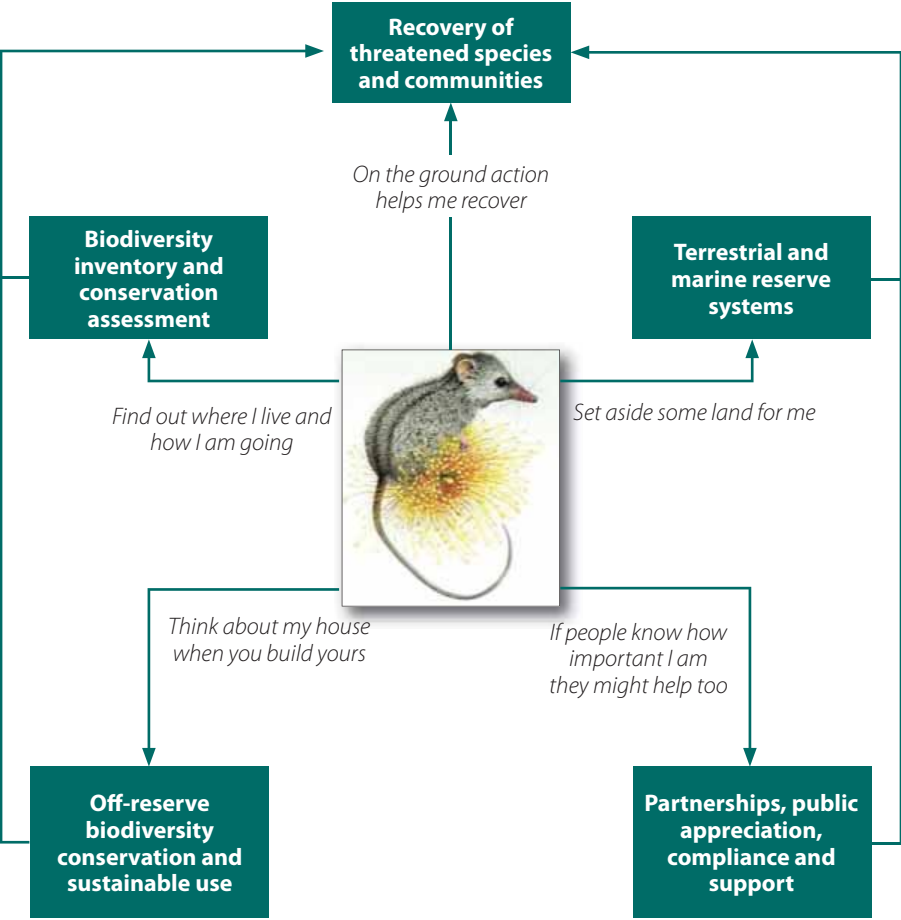 Recovery of
threatened species
and communities
On the ground action
helps me recover
Biodiversity
inventory and
conservation
assessment
Terrestrial and
marine reserve
systems
Find out where I live and
how I am going
Set aside some land for me
Think about my house
when you build yours
If people know how
important I am
they might help too
Off-reserve
biodiversity
conservation and
sustainable use
Partnerships, public
appreciation,
compliance and
support